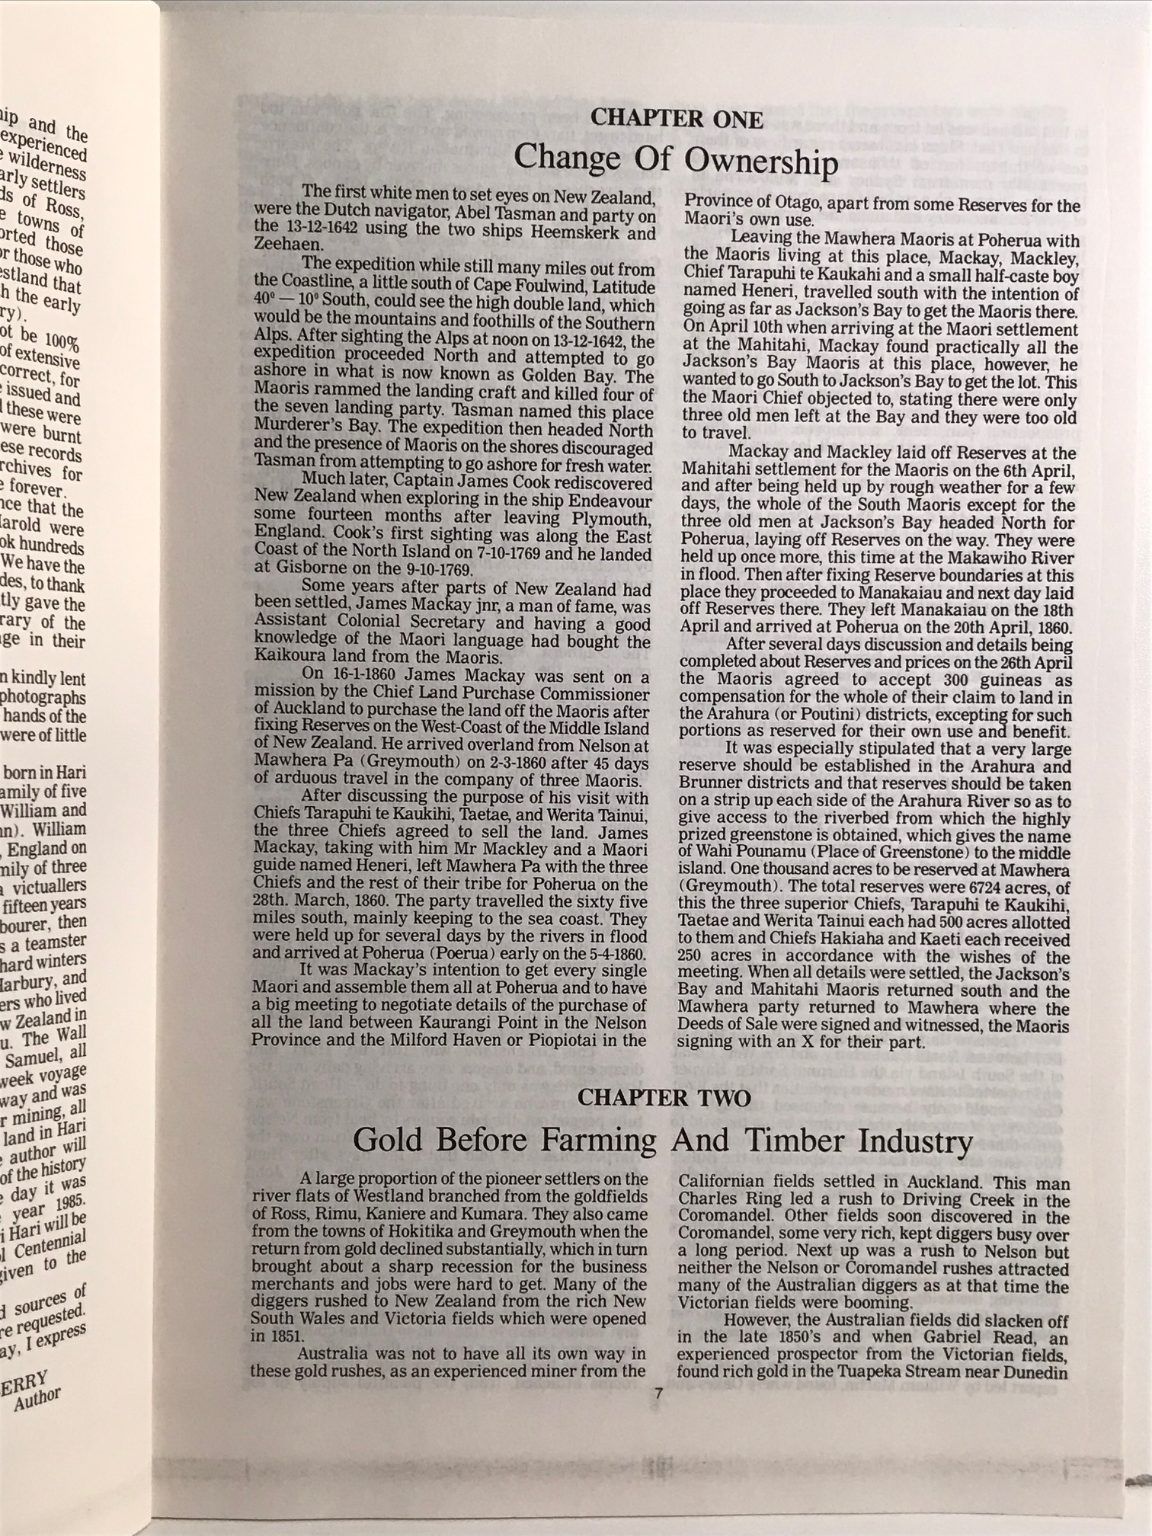 ip and the
experienced
wilderness
arly settlers
ds of Ross,
e towns of
orted those
or those who
estland that
h the early
ry).
ot be 100%
of extensive
correct, for
issued and
these were
were burnt
ese records
rchives for
forever.
nce that the
Harold were
ok hundreds
We have the
des, to thank
tly gave the
rary of the
ge in their
n kindly lent
photographs
hands of the
were of little
born in Hari
amily of five
William and
nn). William
, England on
mily of three
victuallers
fifteen years
bourer, then
s a teamster
hard winters
Harbury, and
ers who lived
w Zealand in
u. The Wall
Samuel, all
week voyage
way and was
r mining, all
land in Hari
author will
of the history
e day it was
year 1985.
i Hari will be
l Centennial
given to the
d sources of
re requested.
ay, I express
ERRY
Author
CHAPTER ONE
Change Of Ownership
The first white men to set eyes on New Zealand,
were the Dutch navigator, Abel Tasman and party on
the 13-12-1642 using the two ships Heemskerk and
Zeehaen.
The expedition while still many miles out from
the Coastline, a little south of Cape Foulwind, Latitude
40º — 10º South, could see the high double land, which
would be the mountains and foothills of the Southern
Alps. After sighting the Alps at noon on 13-12-1642, the
expedition proceeded North and attempted to go
ashore in what is now known as Golden Bay. The
Maoris rammed the landing craft and killed four of
the seven landing party. Tasman named this place
Murderer's Bay. The expedition then headed North
and the presence of Maoris on the shores discouraged
Tasman from attempting to go ashore for fresh water.
Much later, Captain James Cook rediscovered
New Zealand when exploring in the ship Endeavour
some fourteen months after leaving Plymouth,
England. Cook's first sighting was along the East
Coast of the North Island on 7-10-1769 and he landed
at Gisborne on the 9-10-1769.
Some years after parts of New Zealand had
been settled, James Mackay jnr, a man of fame, was
Assistant Colonial Secretary and having a good
knowledge of the Maori language had bought the
Kaikoura land from the Maoris.
On 16-1-1860 James Mackay was sent on a
mission by the Chief Land Purchase Commissioner
of Auckland to purchase the land off the Maoris after
fixing Reserves on the West-Coast of the Middle Island
of New Zealand. He arrived overland from Nelson at
Mawhera Pa (Greymouth) on 2-3-1860 after 45 days
of arduous travel in the company of three Maoris.
After discussing the purpose of his visit with
Chiefs Tarapuhi te Kaukihi, Taetae, and Werita Tainui,
the three Chiefs agreed to sell the land. James
Mackay, taking with him Mr Mackley and a Maori
guide named Heneri, left Mawhera Pa with the three
Chiefs and the rest of their tribe for Poherua on the
28th. March, 1860. The party travelled the sixty five
miles south, mainly keeping to the sea coast. They
were held up for several days by the rivers in flood
and arrived at Poherua (Poerua) early on the 5-4-1860.
It was Mackay's intention to get every single
Maori and assemble them all at Poherua and to have
a big meeting to negotiate details of the purchase of
all the land between Kaurangi Point in the Nelson
Province and the Milford Haven or Piopiotai in the
Province of Otago, apart from some Reserves for the
Maori's own use.
Leaving the Mawhera Maoris at Poherua with
the Maoris living at this place, Mackay, Mackley,
Chief Tarapuhi te Kaukahi and a small half-caste boy
named Heneri, travelled south with the intention of
going as far as Jackson's Bay to get the Maoris there.
On April 10th when arriving at the Maori settlement
at the Mahitahi, Mackay found practically all the
Jackson's Bay Maoris at this place, however, he
wanted to go South to Jackson's Bay to get the lot. This
the Maori Chief objected to, stating there were only
three old men left at the Bay and they were too old
to travel.
Mackay and Mackley laid off Reserves at the
Mahitahi settlement for the Maoris on the 6th April,
and after being held up by rough weather for a few
days, the whole of the South Maoris except for the
three old men at Jackson's Bay headed North for
Poherua, laying off Reserves on the way. They were
held up once more, this time at the Makawiho River
in flood. Then after fixing Reserve boundaries at this
place they proceeded to Manakaiau and next day laid
off Reserves there. They left Manakaiau on the 18th
April and arrived at Poherua on the 20th April, 1860.
After several days discussion and details being
completed about Reserves and prices on the 26th April
the Maoris agreed to accept 300 guineas as
compensation for the whole of their claim to land in
the Arahura (or Poutini) districts, excepting for such
portions as reserved for their own use and benefit.
It was especially stipulated that a very large
reserve should be established in the Arahura and
Brunner districts and that reserves should be taken
on a strip up each side of the Arahura River so as to
give access to the riverbed from which the highly
prized greenstone is obtained, which gives the name
of Wahi Pounamu (Place of Greenstone) to the middle
island. One thousand acres to be reserved at Mawhera
(Greymouth). The total reserves were 6724 acres, of
this the three superior Chiefs, Tarapuhi te Kaukihi,
Taetae and Werita Tainui each had 500 acres allotted
to them and Chiefs Hakiaha and Kaeti each received
250 acres in accordance with the wishes of the
meeting. When all details were settled, the Jackson's
Bay and Mahitahi Maoris returned south and the
Mawhera party returned to Mawhera where the
Deeds of Sale were signed and witnessed, the Maoris
signing with an X for their part.
CHAPTER TWO
Gold Before Farming And Timber Industry
A large proportion of the pioneer settlers on the
river flats of Westland branched from the goldfields
of Ross, Rimu, Kaniere and Kumara. They also came
from the towns of Hokitika and Greymouth when the
return from gold declined substantially, which in turn
brought about a sharp recession for the business
merchants and jobs were hard to get. Many of the
diggers rushed to New Zealand from the rich New
South Wales and Victoria fields which were opened
in 1851.
Australia was not to have all its own way in
these gold rushes, as an experienced miner from the
Californian fields settled in Auckland. This man
Charles Ring led a rush to Driving Creek in the
Coromandel. Other fields soon discovered in the
Coromandel, some very rich, kept diggers busy over
a long period. Next up was a rush to Nelson but
neither the Nelson or Coromandel rushes attracted
many of the Australian diggers as at that time the
Victorian fields were booming.
However, the Australian fields did slacken off
in the late 1850's and when Gabriel Read, an
experienced prospector from the Victorian fields,
found rich gold in the Tuapeka Stream near Dunedin
7